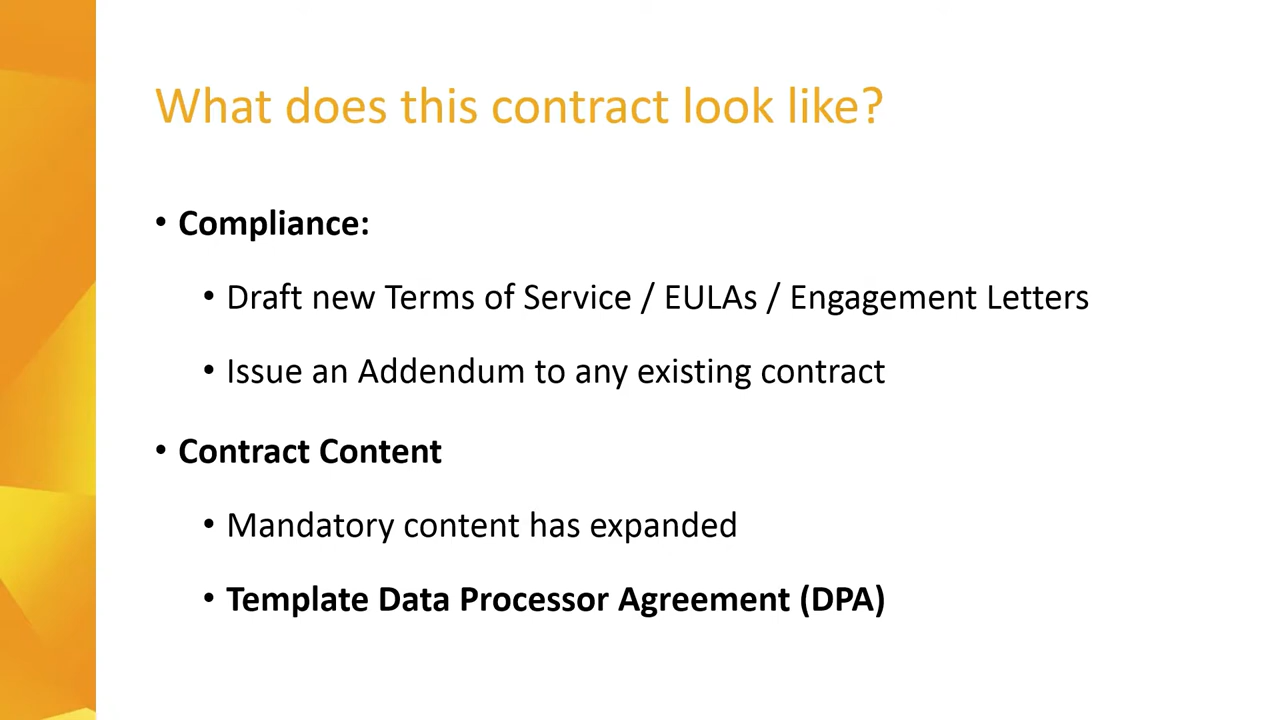 What does this contract look like?
• Compliance:
• Draft new Terms of Service / EULAs / Engagement Letters
• Issue an Addendum to any existing contract
• Contract Content
• Mandatory content has expanded
• Template Data Processor Agreement (DPA)